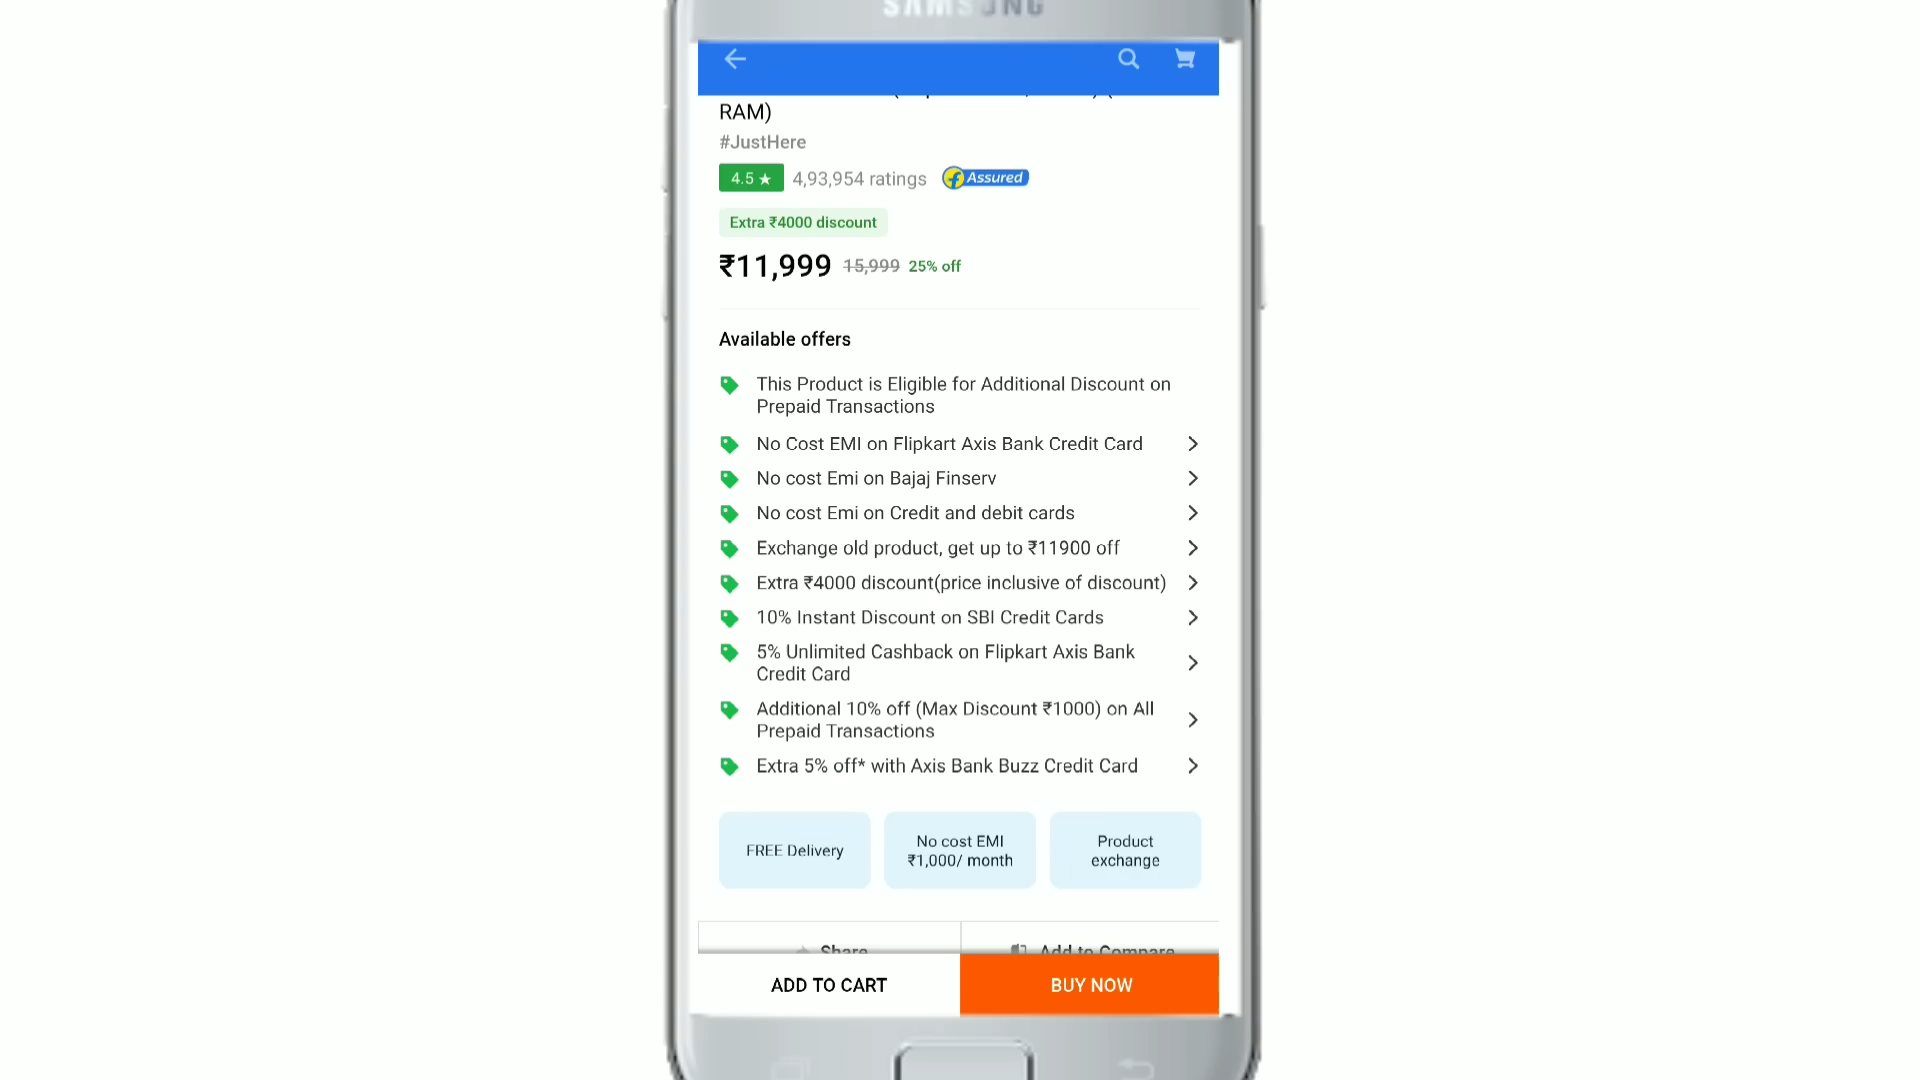 SAMSUNG
RAM)
#JustHere
4.5 ★ 4,93,954 ratings Assured
Extra ₹4000 discount
₹11,999 15,999 25% off
Available offers
This Product is Eligible for Additional Discount on
Prepaid Transactions
No Cost EMI on Flipkart Axis Bank Credit Card
No cost Emi on Bajaj Finserv
No cost Emi on Credit and debit cards
Exchange old product, get up to ₹11900 off
Extra ₹4000 discount(price inclusive of discount)
10% Instant Discount on SBI Credit Cards
5% Unlimited Cashback on Flipkart Axis Bank
Credit Card
Additional 10% off (Max Discount ₹1000) on All
Prepaid Transactions
Extra 5% off* with Axis Bank Buzz Credit Card
FREE Delivery
No cost EMI
₹1,000/ month
Product
exchange
Share
Add to Compare
ADD TO CART
BUY NOW